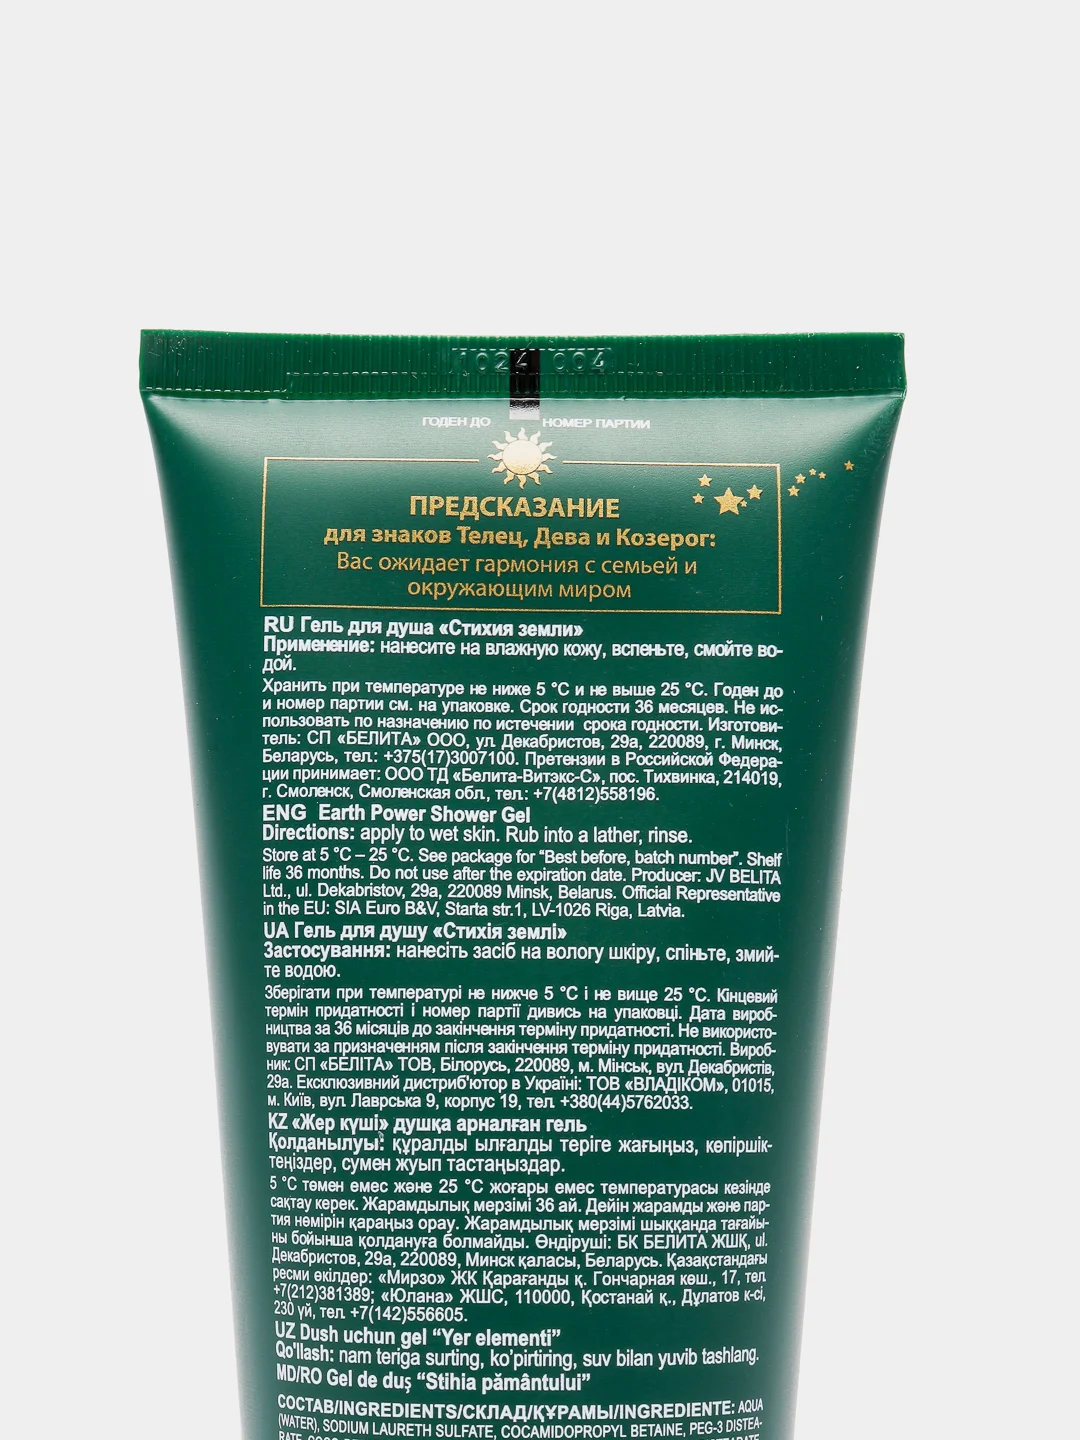 1024 004
ГОДЕН ДО НОМЕР ПАРТИИ
ПРЕДСКАЗАНИЕ
для знаков Телец, Дева и Козерог:
Вас ожидает гармония с семьей и
окружающим миром
RU Гель для душа «Стихия земли»
Применение: нанесите на влажную кожу, вспеньте, смойте во-
дой.
Хранить при температуре не ниже 5 °C и не выше 25 °C. Годен до
и номер партии см. на упаковке. Срок годности 36 месяцев. Не ис-
пользовать по назначению по истечении срока годности. Изготови-
тель: СП «БЕЛИТА» ООО, ул. Декабристов, 29а, 220089, г. Минск,
Беларусь, тел.: +375(17)3007100. Претензии в Российской Федера-
ции принимает: ООО ТД «Белита-Витэкс-С», пос. Тихвинка, 214019,
г. Смоленск, Смоленская обл., тел.: +7(4812)558196.
ENG Earth Power Shower Gel
Directions: apply to wet skin. Rub into a lather, rinse.
Store at 5 °C – 25 °C. See package for “Best before, batch number”. Shelf
life 36 months. Do not use after the expiration date. Producer: JV BELITA
Ltd., ul. Dekabristov, 29a, 220089 Minsk, Belarus. Official Representative
in the EU: SIA Euro B&V, Starta str.1, LV-1026 Riga, Latvia.
UA Гель для душу «Стихія землі»
Застосування: нанесіть засіб на вологу шкіру, спіньте, змий-
те водою.
Зберігати при температурі не нижче 5 °C і не вище 25 °C. Кінцевий
термін придатності і номер партії дивись на упаковці. Дата вироб-
ництва за 36 місяців до закінчення терміну придатності. Не використо-
вувати за призначенням після закінчення терміну придатності. Вироб-
ник: СП «БЕЛІТА» ТОВ, Білорусь, 220089, м. Мінськ, вул. Декабристів,
29а. Ексклюзивний дистриб'ютор в Україні: ТОВ «ВЛАДІКОМ», 01015,
м. Київ, вул. Лаврська 9, корпус 19, тел. +380(44)5762033.
KZ «Жер күші» душқа арналған гель
Қолданылуы: құралды ылғалды теріге жағыңыз, көпіршік-
теңіздер, сумен жуып тастаңыздар.
5 °C төмен емес және 25 °C жоғары емес температурасы кезінде
сақтау керек. Жарамдылық мерзімі 36 ай. Дейін жарамды және пар-
тия нөмірін қараңыз орау. Жарамдылық мерзімі шыққанда тағайы-
ны бойынша қолдануға болмайды. Өндіруші: БК БЕЛИТА ЖШҚ, ul.
Декабристов, 29а, 220089, Минск қаласы, Беларусь. Қазақстандағы
ресми өкілдер: «Мирзо» ЖК Қарағанды қ. Гончарная көш., 17, тел.
+7(212)381389; «Юлана» ЖШС, 110000, Қостанай қ., Дұлатов к-сі,
230 үй, тел. +7(142)556605.
UZ Dush uchun gel “Yer elementi”
Qo'llash: nam teriga surting, ko’pirtiring, suv bilan yuvib tashlang.
MD/RO Gel de duș “Stihia pământului”
СОСТАВ/INGREDIENTS/СКЛАД/ҚҰРАМЫ/INGREDIENTE: AQUA
(WATER), SODIUM LAURETH SULFATE, COCAMIDOPROPYL BETAINE, PEG-3 DISTEA-